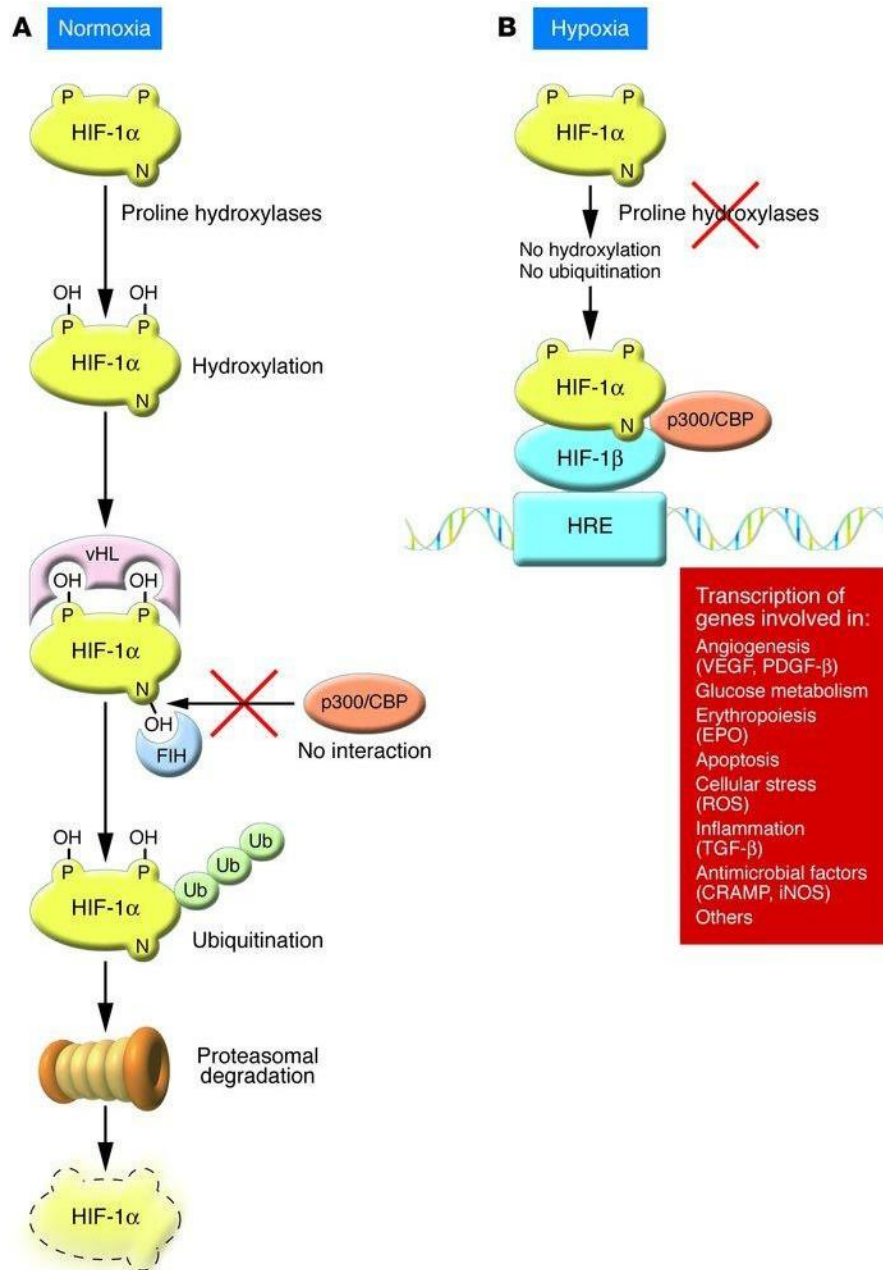 A Normoxia
P P
HIF-1α
N
Proline hydroxylases
OH OH
P P
HIF-1α
N
Hydroxylation
vHL
OH OH
P P
HIF-1α
N
OH
FIH
p300/CBP
No interaction
OH OH
P P
HIF-1α
N
Ub
Ub
Ub
Ubiquitination
Proteasomal
degradation
HIF-1α
B Hypoxia
P P
HIF-1α
N
Proline hydroxylases
No hydroxylation
No ubiquitination
P P
HIF-1α
N
p300/CBP
HIF-1β
HRE
Transcription of
genes involved in:
Angiogenesis
(VEGF, PDGF-β)
Glucose metabolism
Erythropoiesis
(EPO)
Apoptosis
Cellular stress
(ROS)
Inflammation
(TGF-β)
Antimicrobial factors
(CRAMP, iNOS)
Others